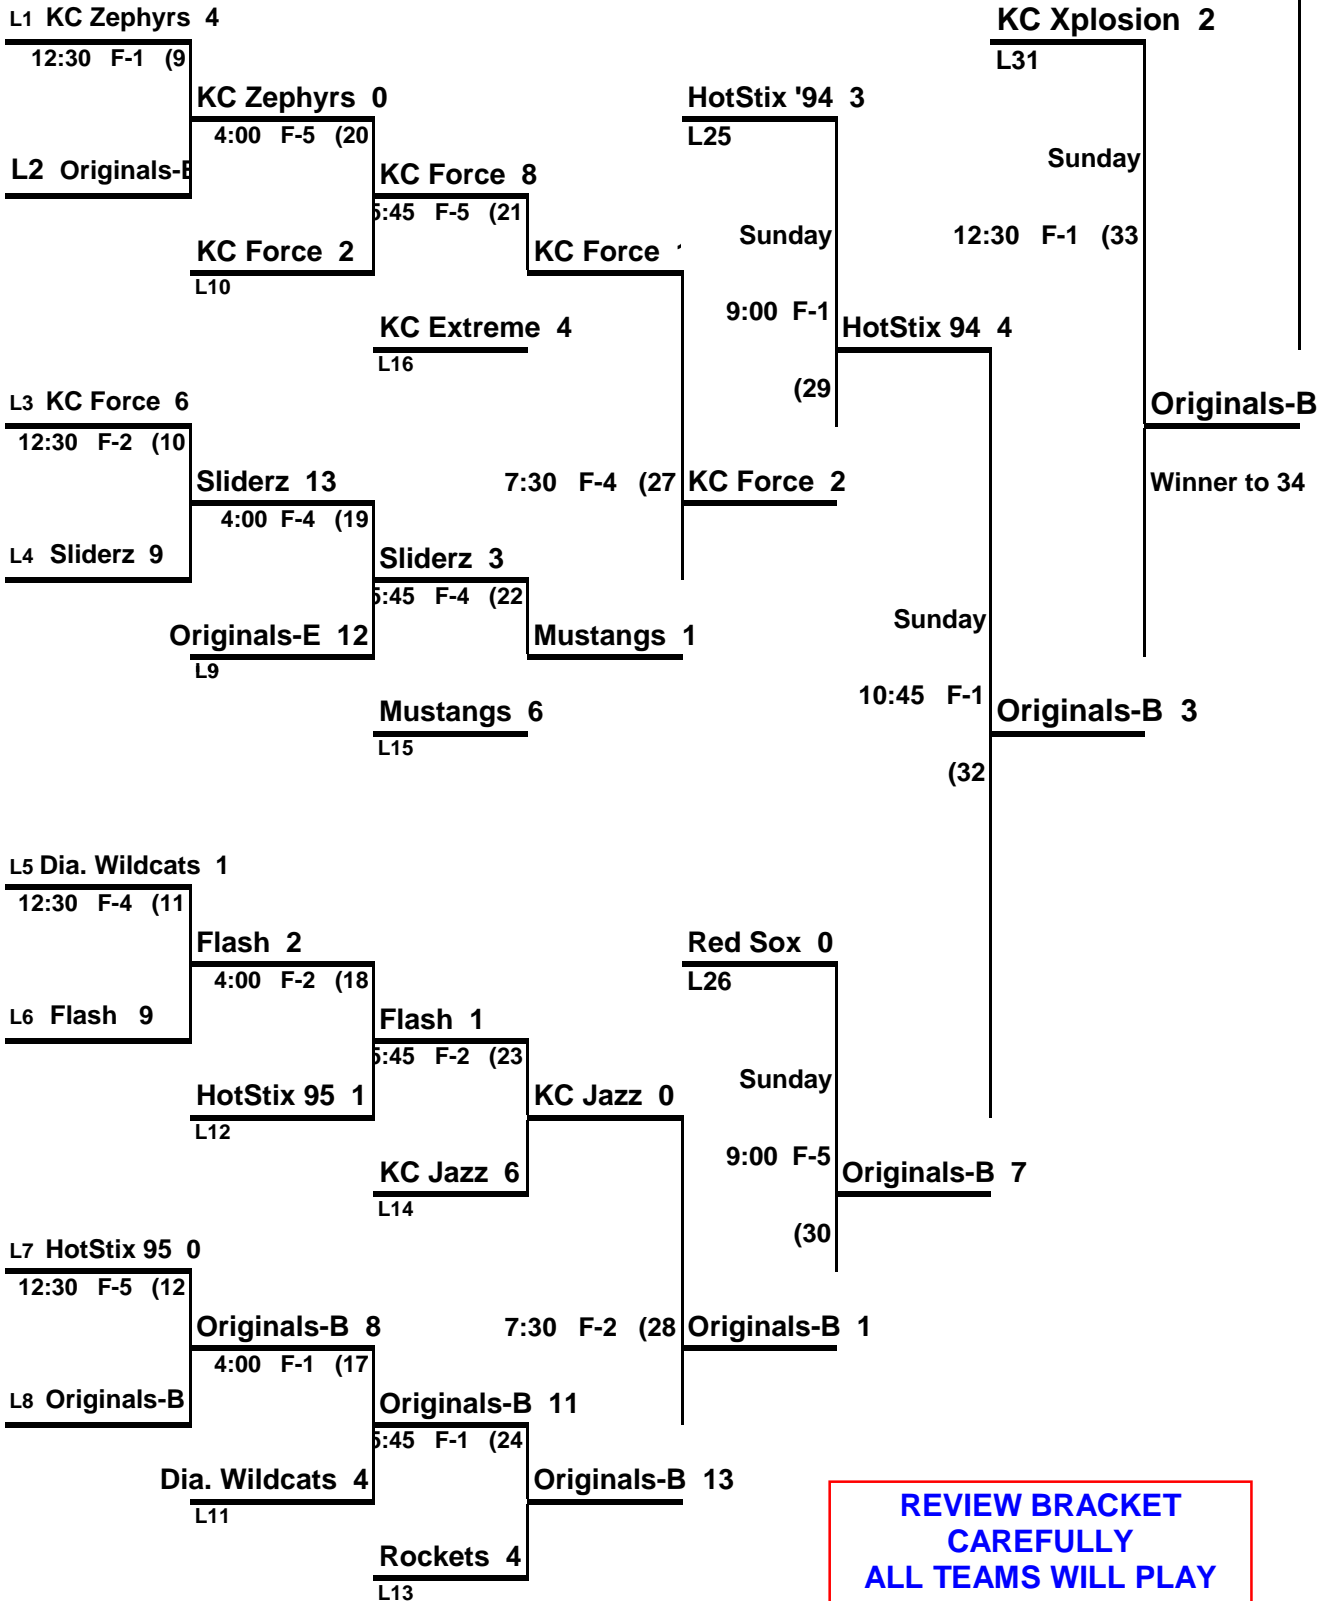 L1 KC Zephyrs 4
KC Xplosion 2
12:30 F-1 (9
L31
KC Zephyrs 0
HotStix '94 3
4:00 F-5 (20
L25
L2 Originals-
Sunday
KC Force 8
5:45 F-5 (21
Sunday
12:30 F-1 (33
KC Force 2
KC Force
L10
9:00 F-1
KC Extreme 4
HotStix 94 4
L16
(29
L3 KC Force 6
Originals-B
12:30 F-2 (10
Sliderz 13
7:30 F-4 (27
KC Force 2
Winner to 34
4:00 F-4 (19
L4 Sliderz 9
Sliderz 3
5:45 F-4 (22
Sunday
Originals-E 12
Mustangs 1
L9
10:45 F-1
Mustangs 6
Originals-B 3
L15
(32
L5 Dia. Wildcats 1
12:30 F-4 (11
Flash 2
Red Sox 0
4:00 F-2 (18
L26
L6 Flash 9
Flash 1
5:45 F-2 (23
Sunday
HotStix 95 1
KC Jazz 0
L12
9:00 F-5
KC Jazz 6
Originals-B 7
L14
(30
L7 HotStix 95 0
12:30 F-5 (12
Originals-B 8
7:30 F-2 (28
Originals-B 1
4:00 F-1 (17
L8 Originals-B
Originals-B 11
5:45 F-1 (24
Dia. Wildcats 4
Originals-B 13
L11
REVIEW BRACKET
CAREFULLY
Rockets 4
ALL TEAMS WILL PLAY
L13